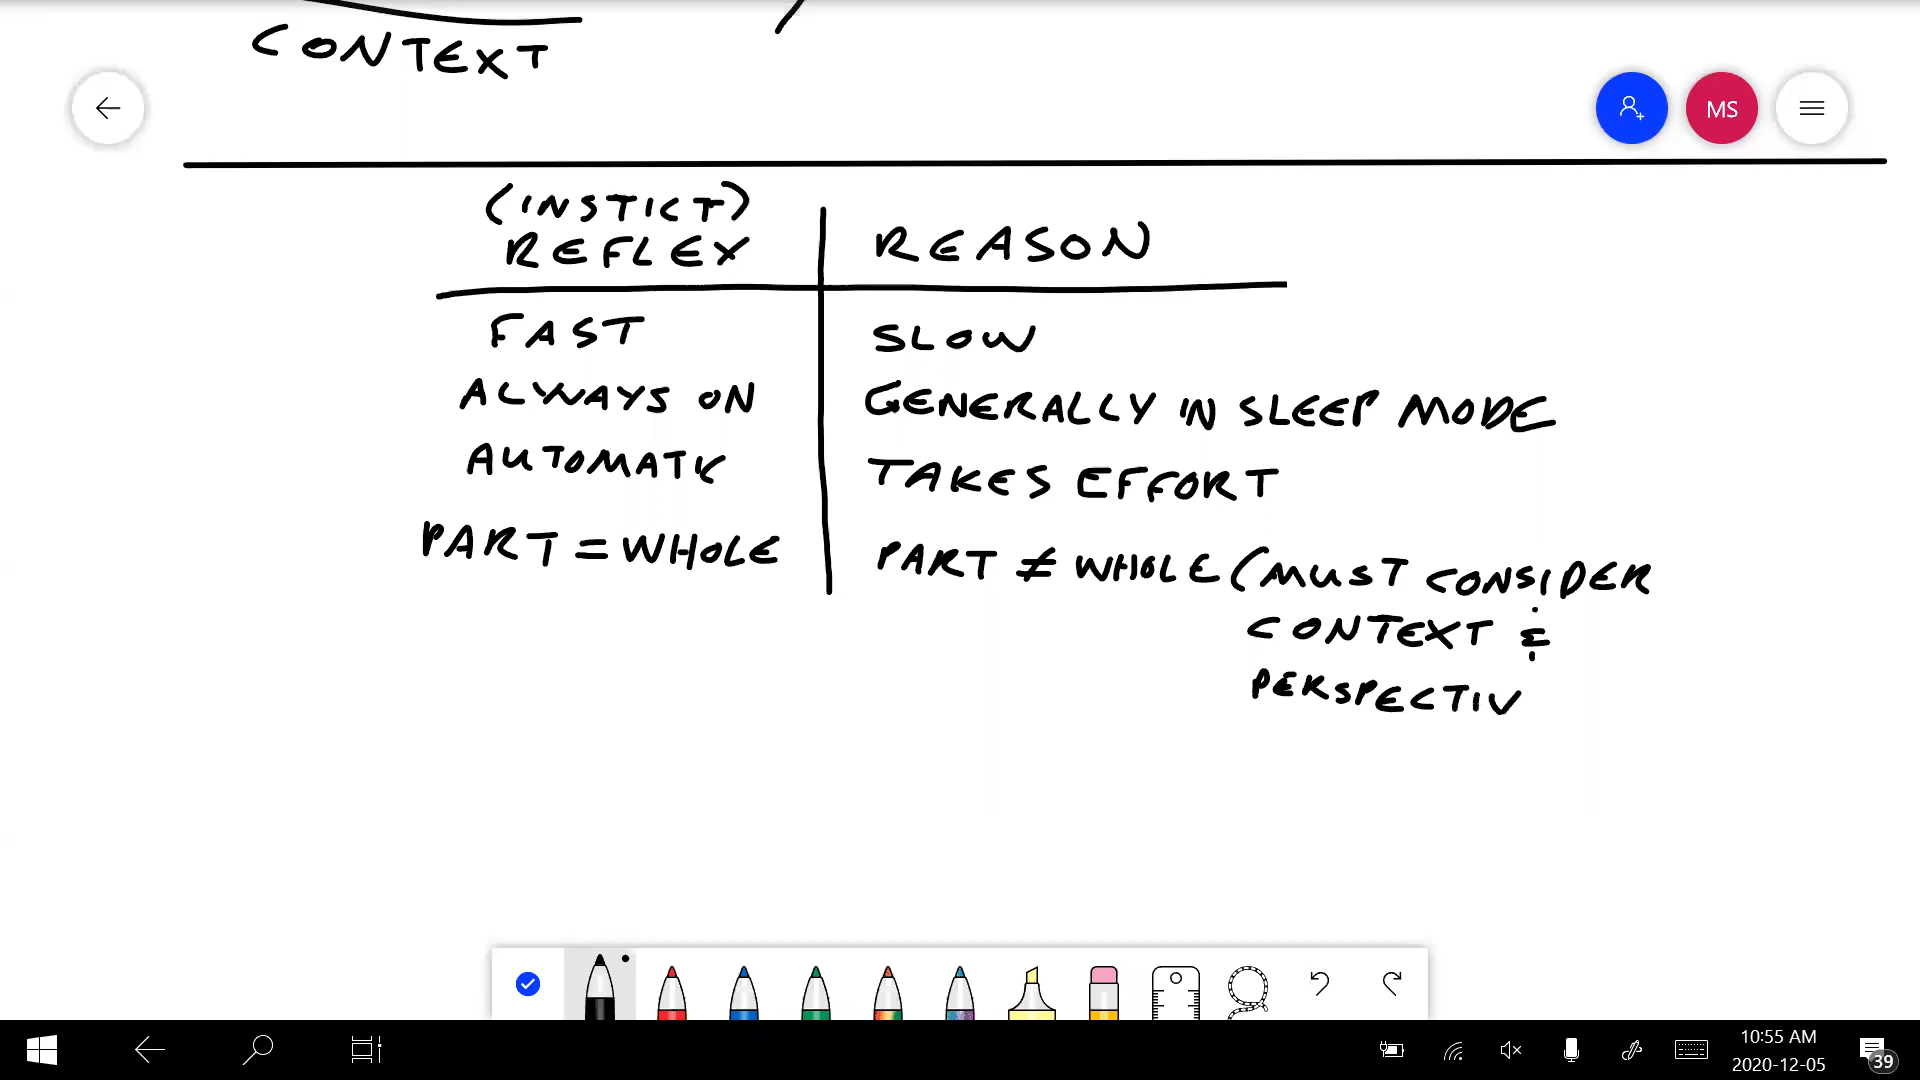 CONTEXT
MS
(INSTICT)
REFLEX
REASON
FAST
SLOW
ALWAYS ON
GENERALLY IN SLEEP MODE
AUTOMATIC
TAKES EFFORT
PART = WHOLE
PART ≠ WHOLE (MUST CONSIDER
CONTEXT &
PERSPECTIV
10:55 AM
2020-12-05
39